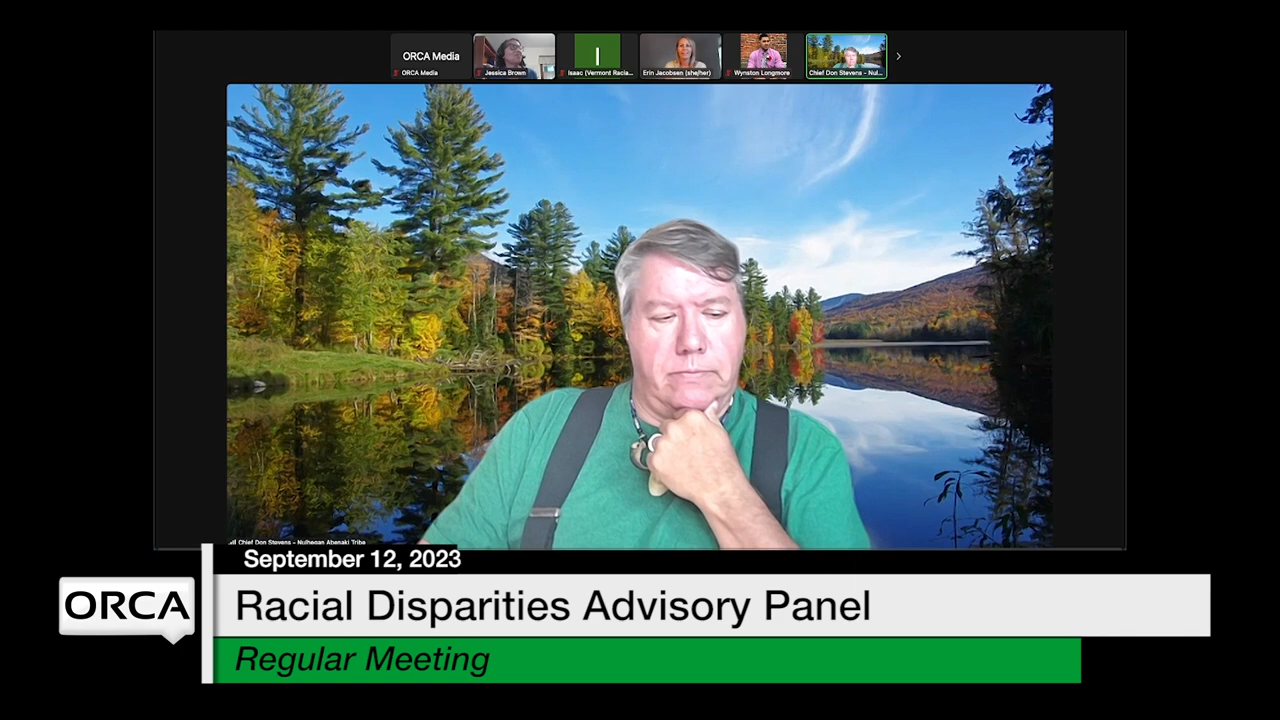 ORCA Media
ORCA Media
Jessica Brown
Isaac (Vermont Racia...
Erin Jacobsen (she/her)
Wynston Longmore
Chief Don Stevens - Nul...
Chief Don Stevens - Nulhegan Abenaki Tribe
September 12, 2023
ORCA
Racial Disparities Advisory Panel
Regular Meeting